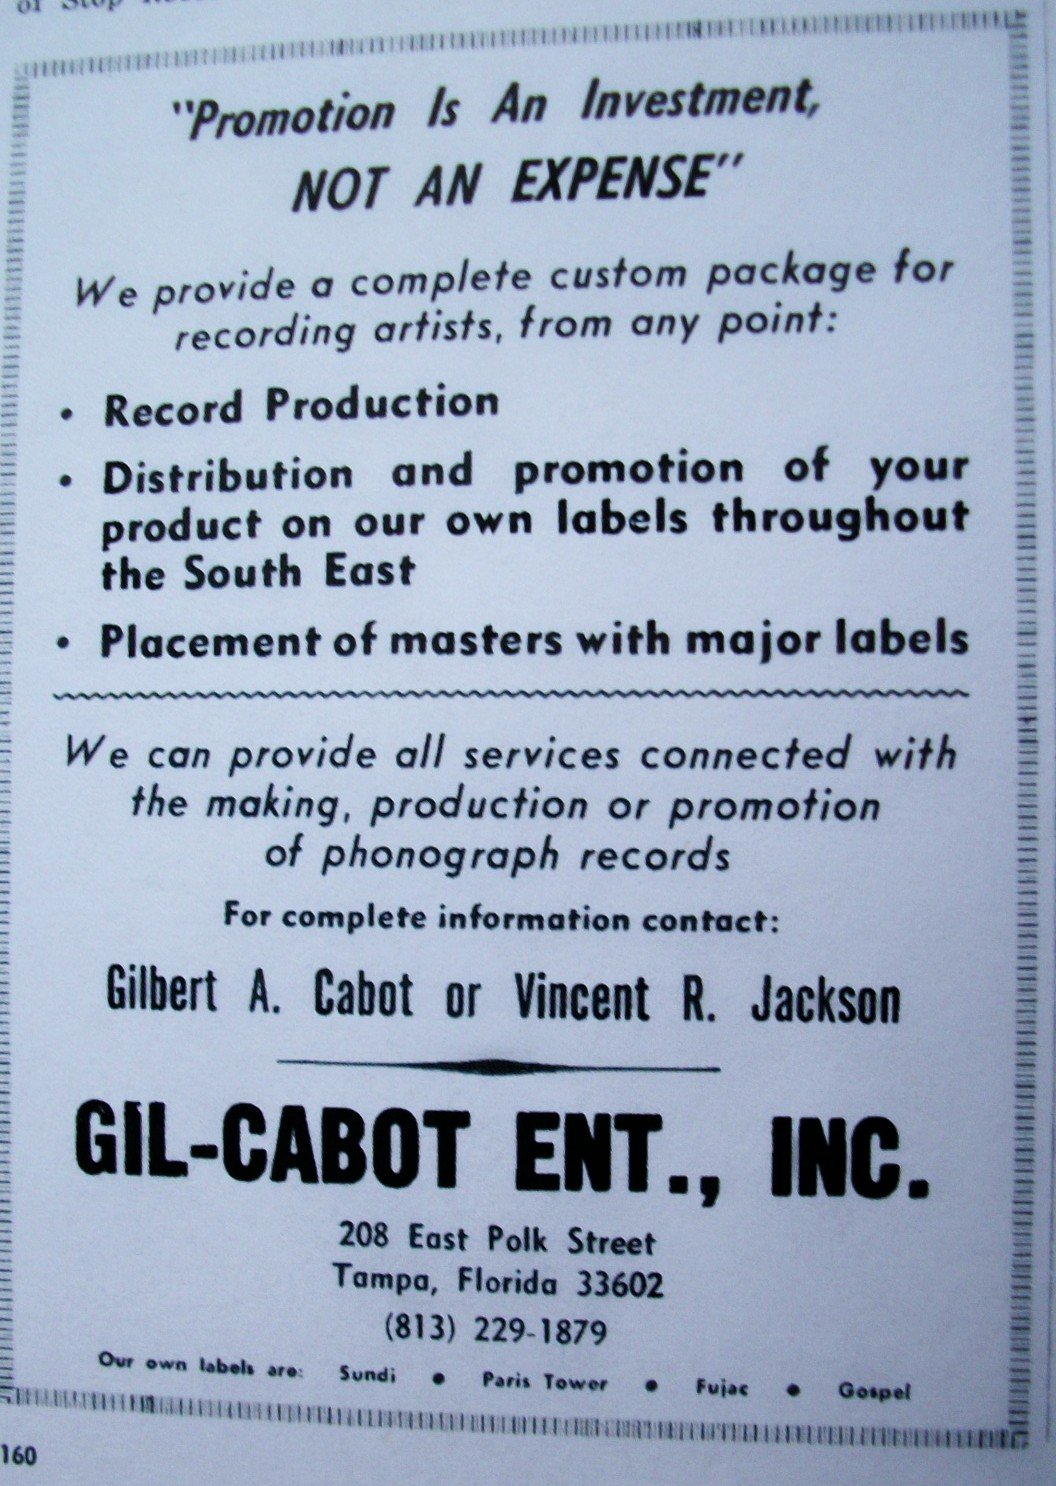 "Promotion Is An Investment,
NOT AN EXPENSE"
We provide a complete custom package for
recording artists, from any point:
• Record Production
• Distribution and promotion of your
product on our own labels throughout
the South East
• Placement of masters with major labels
We can provide all services connected with
the making, production or promotion
of phonograph records
For complete information contact:
Gilbert A. Cabot or Vincent R. Jackson
GIL-CABOT ENT., INC.
208 East Polk Street
Tampa, Florida 33602
(813) 229-1879
Our own labels are: Sundi • Paris Tower • Fujac • Gospel
160